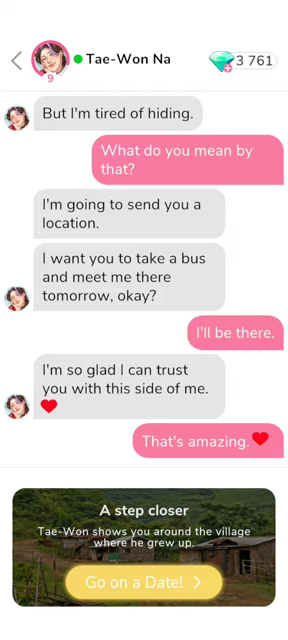 Tae-Won Na
3 761
9
But I'm tired of hiding.
What do you mean by
that?
I'm going to send you a
location.
I want you to take a bus
and meet me there
tomorrow, okay?
I'll be there.
I'm so glad I can trust
you with this side of me.
❤️
That's amazing.❤️
A step closer
Tae-Won shows you around the village
where he grew up.
Go on a Date!